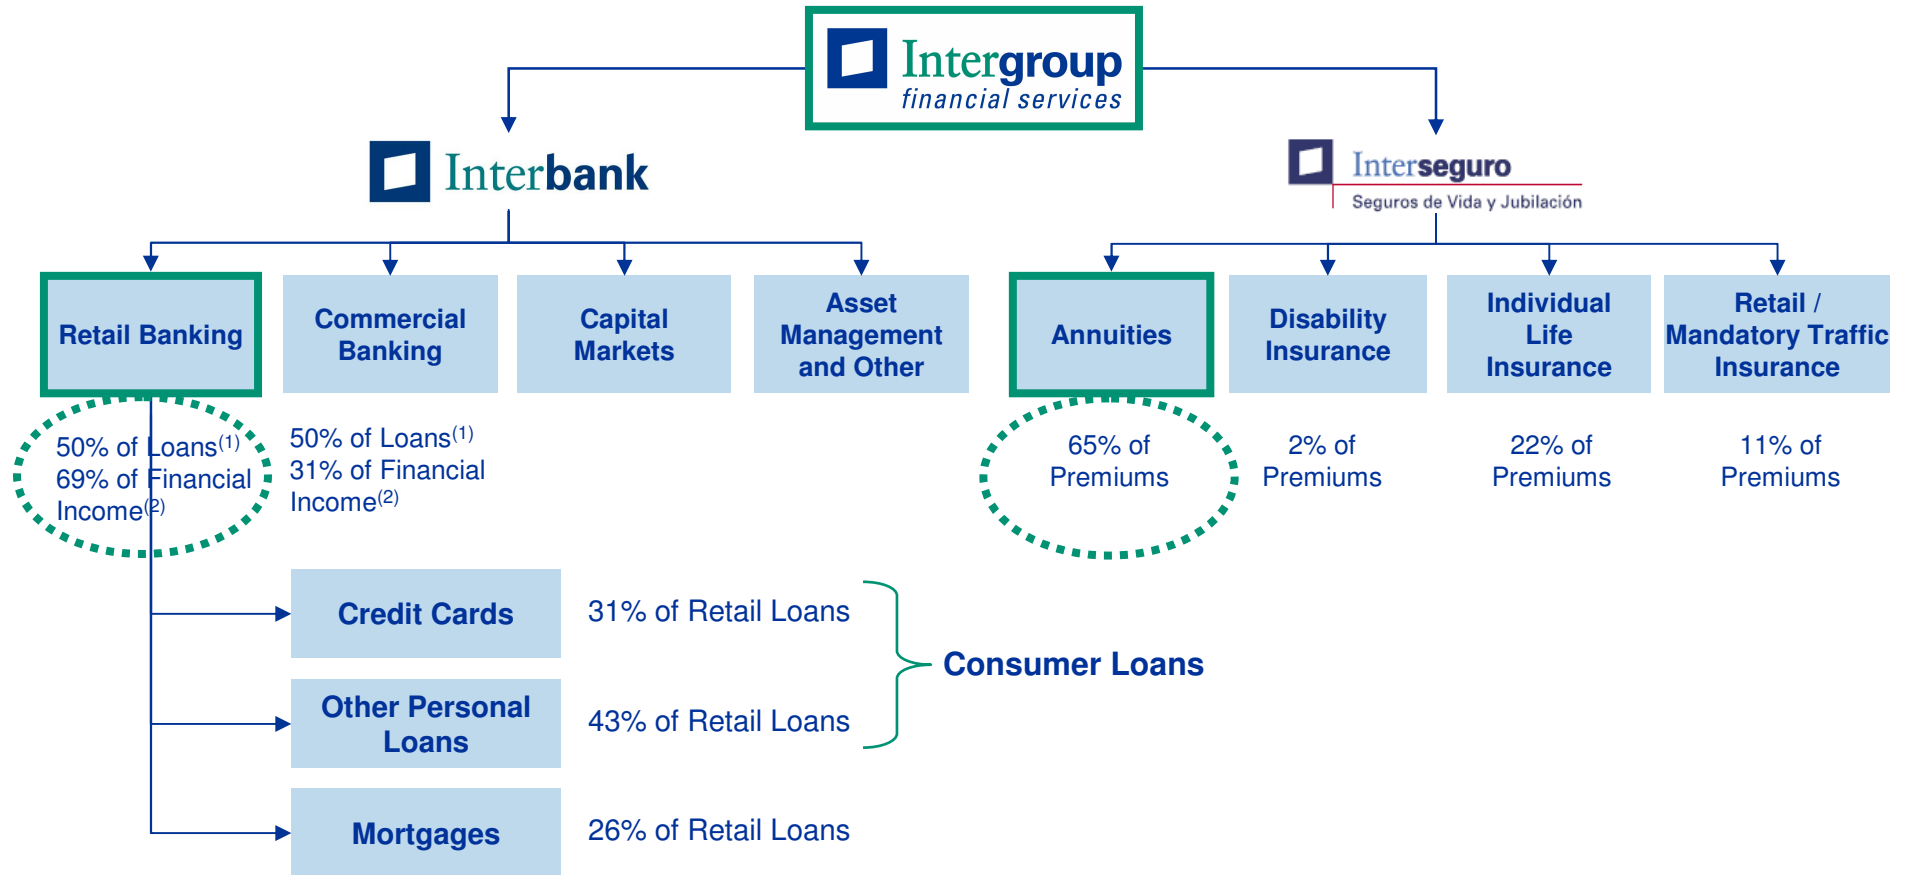 Intergroup
financial services
Interbank
Interseguro
Seguros de Vida y Jubilación
Retail Banking
Commercial
Banking
Capital
Markets
Asset
Management
and Other
Annuities
Disability
Insurance
Individual
Life
Insurance
Retail /
Mandatory Traffic
Insurance
50% of Loans(1)
69% of Financial
Income(2)
50% of Loans(1)
31% of Financial
Income(2)
65% of
Premiums
2% of
Premiums
22% of
Premiums
11% of
Premiums
Credit Cards
31% of Retail Loans
Consumer Loans
Other Personal
Loans
43% of Retail Loans
Mortgages
26% of Retail Loans